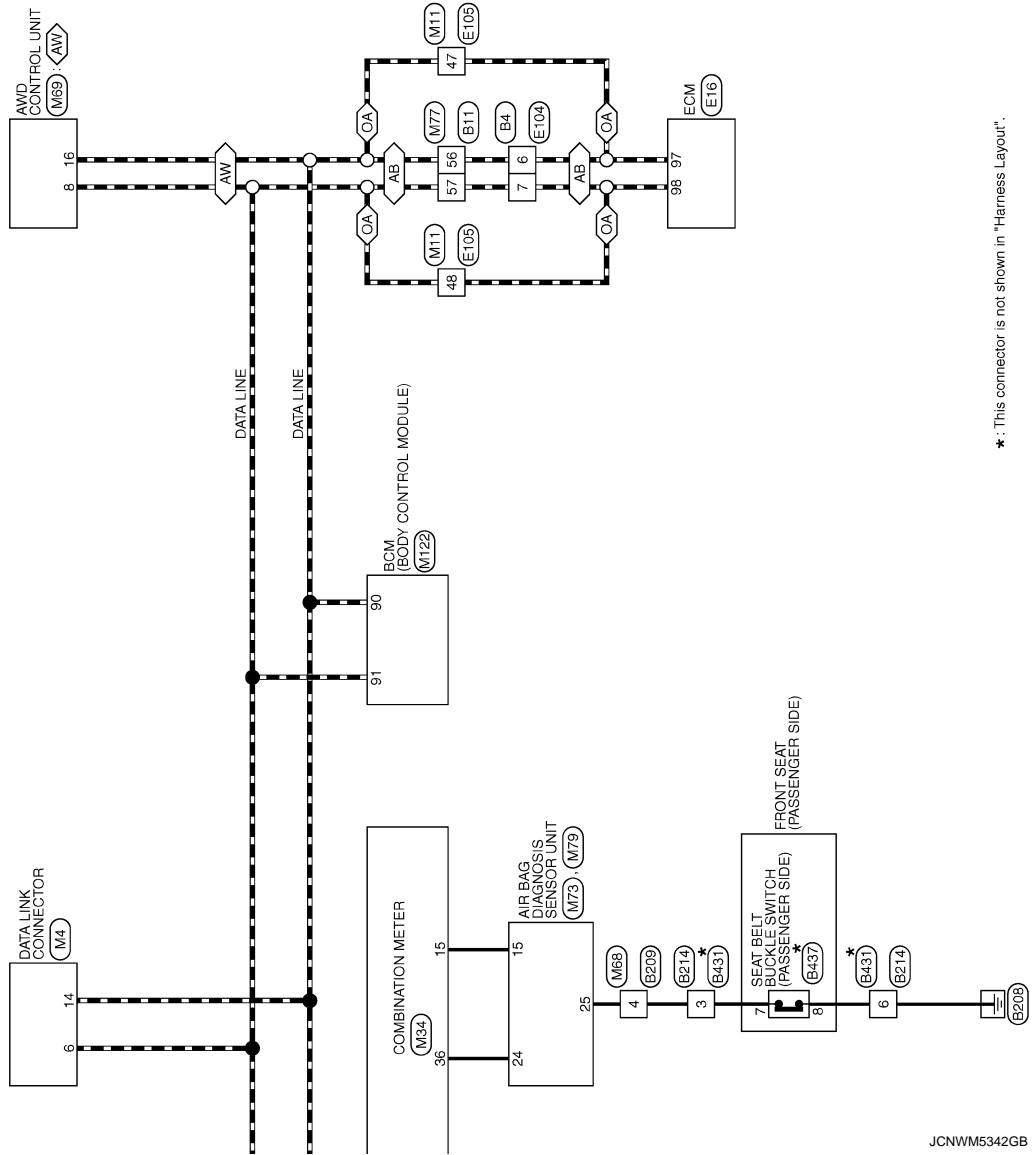 DATA LINK
CONNECTOR
M4
6
14
COMBINATION METER
M34
36
15
AIR BAG
DIAGNOSIS
SENSOR UNIT
M73 , M79
24
15
25
M68
4
B209
B214
3
* B431
FRONT SEAT
(PASSENGER SIDE)
SEAT BELT
BUCKLE SWITCH
(PASSENGER SIDE)
* B437
7
8
* B431
6
B214
B208
BCM
(BODY CONTROL MODULE)
M122
91
90
DATA LINE
DATA LINE
AWD
CONTROL UNIT
M69 : AW
8
16
AW
OA
OA
AB
M11
48
E105
M77
57
56
B11
B4
7
6
E104
M11
47
E105
AB
OA
OA
ECM
E16
98
97
* : This connector is not shown in "Harness Layout".
JCNWM5342GB